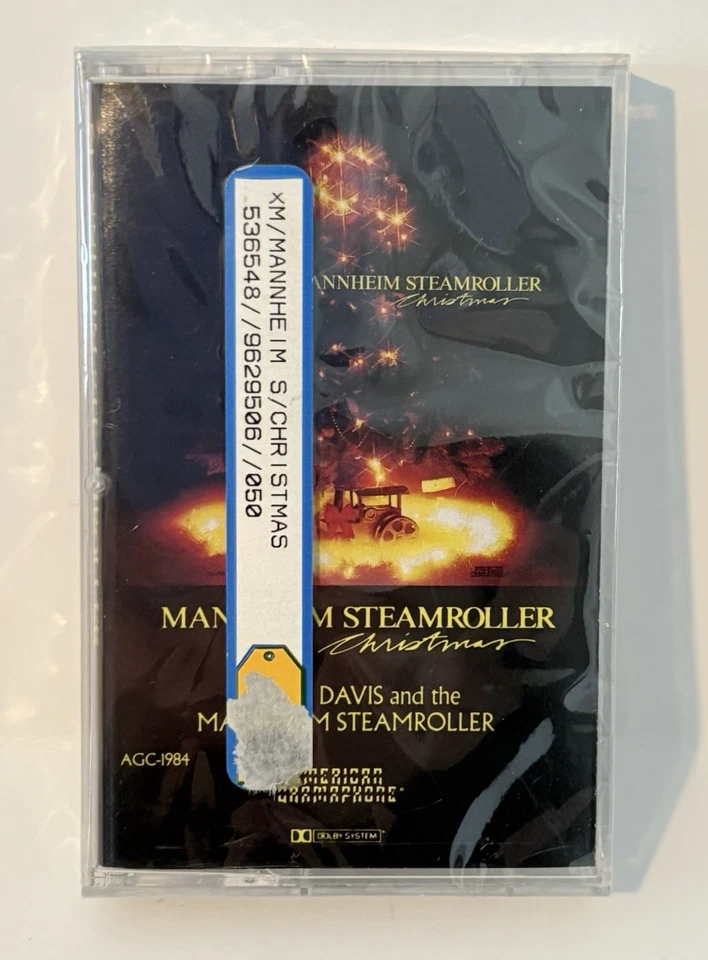 XM/MANNHEIM S/CHRISTMAS
536548//9629506//050
ANNHEIM STEAMROLLER
Christmas
MAN M STEAMROLLER
Christmas
DAVIS and the
MA M STEAMROLLER
AGC-1984
AMERICAN
GRAMAPHONE
DOLBY SYSTEM